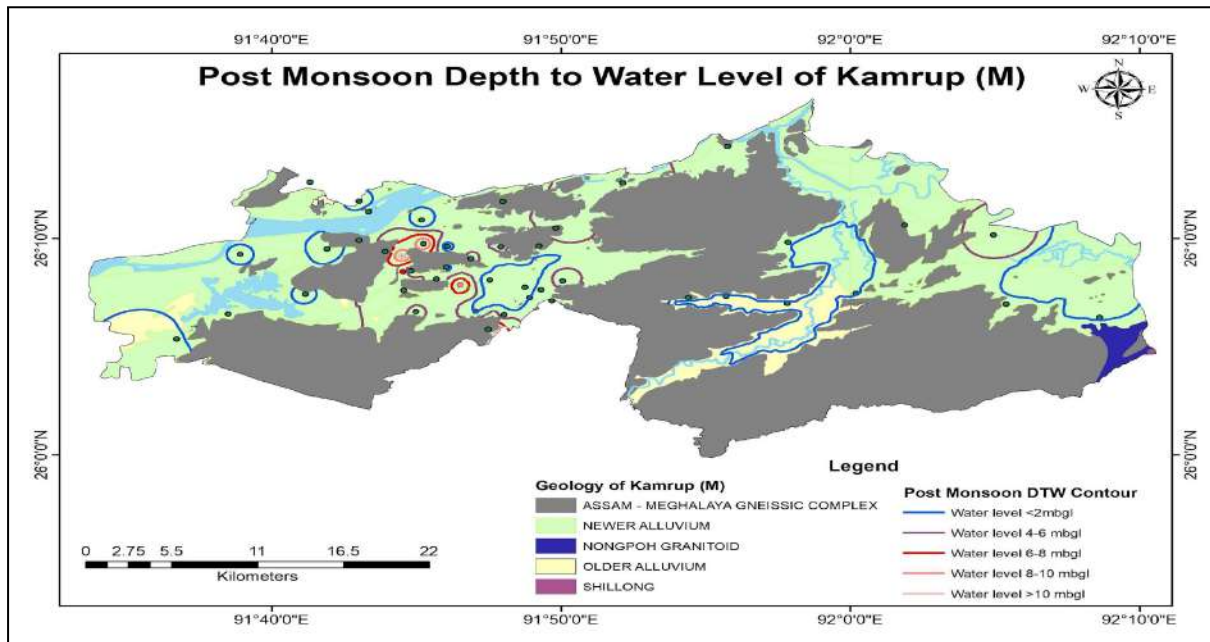 91°40'0"E 91°50'0"E 92°0'0"E 92°10'0"E
Post Monsoon Depth to Water Level of Kamrup (M)
N
W E
S
26°10'0"N 26°10'0"N
26°0'0"N 26°0'0"N
Legend
Geology of Kamrup (M)
ASSAM - MEGHALAYA GNEISSIC COMPLEX
NEWER ALLUVIUM
NONGPOH GRANITOID
OLDER ALLUVIUM
SHILLONG
Post Monsoon DTW Contour
Water level <2mbgl
Water level 4-6 mbgl
Water level 6-8 mbgl
Water level 8-10 mbgl
Water level >10 mbgl
0 2.75 5.5 11 16.5 22
Kilometers
91°40'0"E 91°50'0"E 92°0'0"E 92°10'0"E